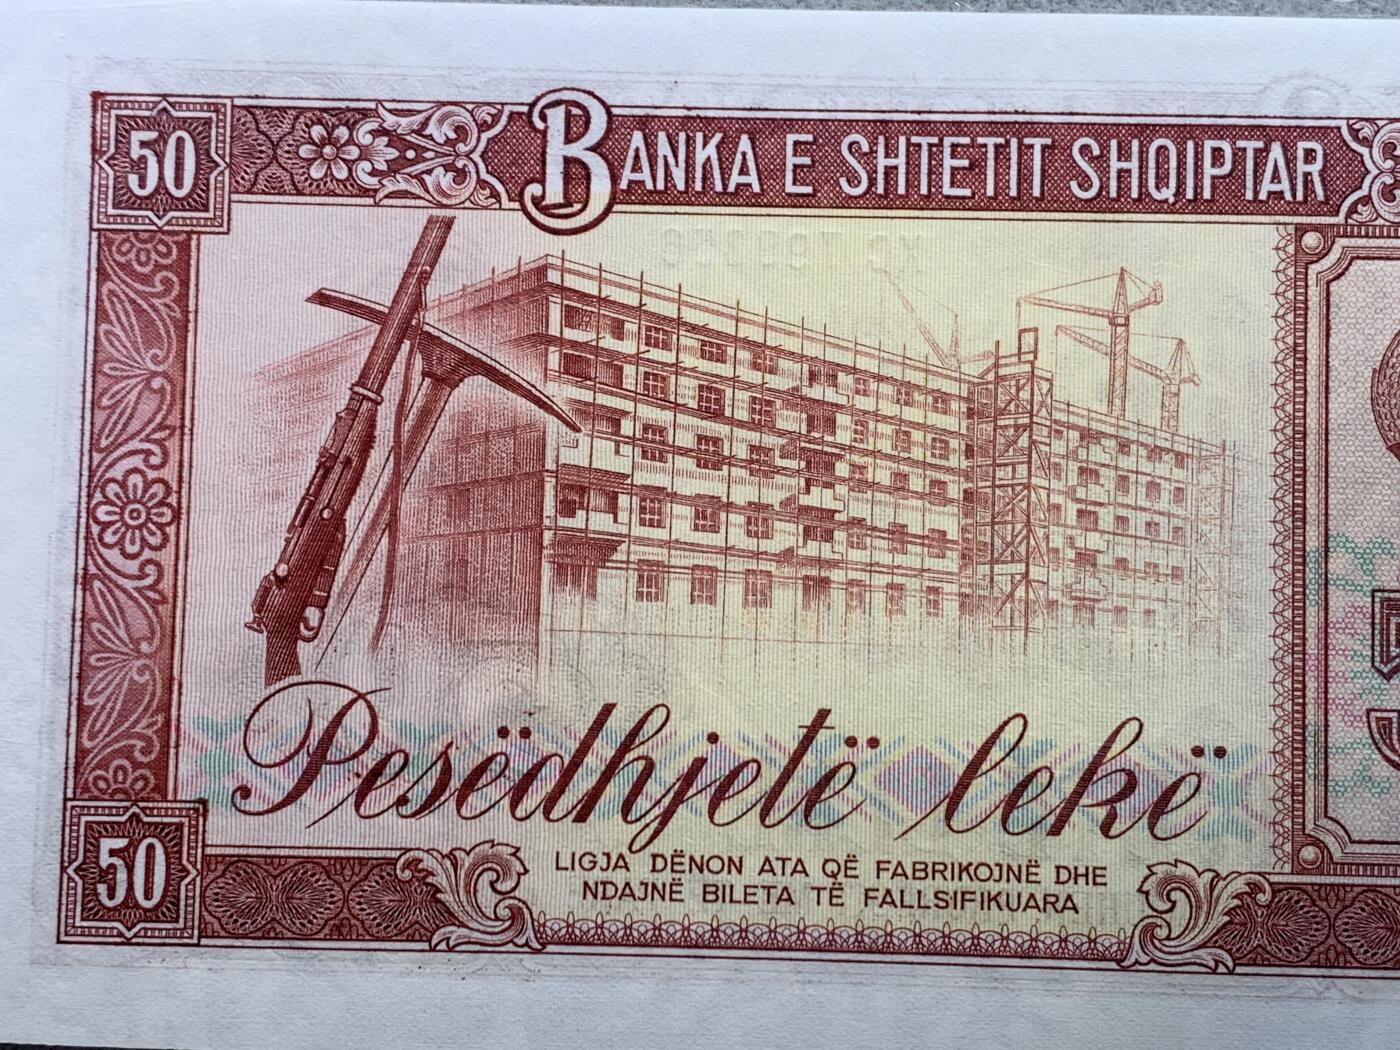 50
BANKA E SHTETIT SHQIPTAR
Pesëdhjetë lekë
50
LIGJA DËNON ATA QË FABRIKOJNË DHE
NDAJNË BILETA TË FALLSIFIKUARA